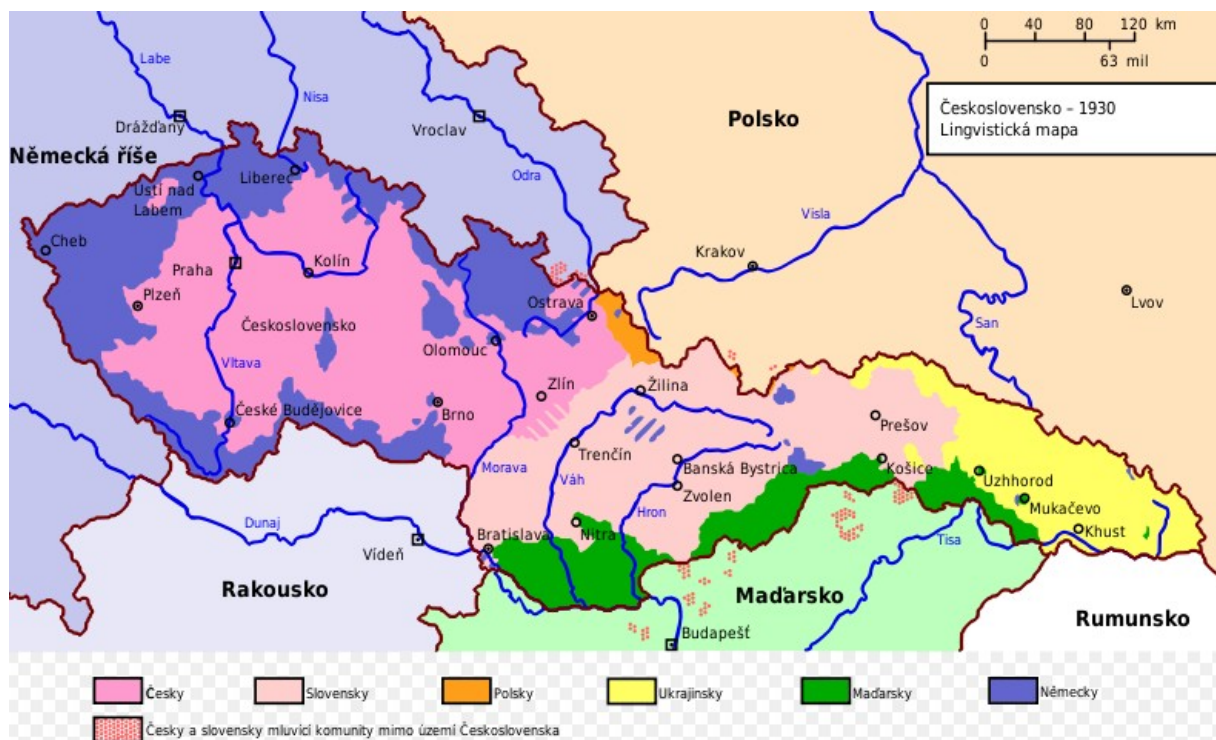 0 40 80 120 km
0 63 mil
Československo – 1930
Lingvistická mapa
Labe
Nisa
Drážďany
Vroclav
Polsko
Německá říše
Liberec
Ústí nad
Labem
Odra
Visla
Cheb
Praha
Kolín
Krakov
Plzeň
Ostrava
Lvov
Československo
San
Olomouc
Vltava
Zlín
Žilina
České Budějovice
Brno
Prešov
Trenčín
Morava
Váh
Banská Bystrica
Košice
Uzhhorod
Zvolen
Mukačevo
Hron
Dunaj
Nitra
Khust
Bratislava
Tisa
Vídeň
Rakousko
Maďarsko
Rumunsko
Budapešť
Česky
Slovensky
Polsky
Ukrajinsky
Maďarsky
Německy
Česky a slovensky mluvící komunity mimo území Československa